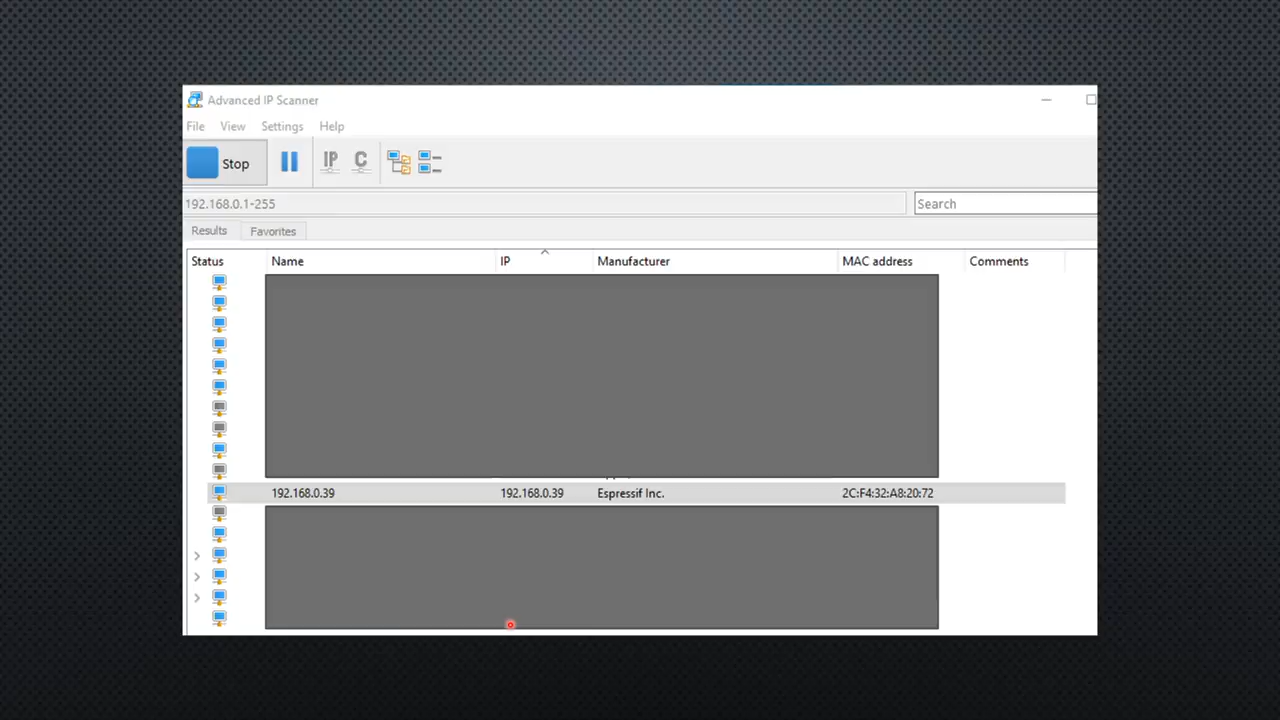 Advanced IP Scanner
File View Settings Help
Stop IP C
192.168.0.1-255 Search
Results Favorites
Status Name IP Manufacturer MAC address Comments
192.168.0.39 192.168.0.39 Espressif Inc. 2C:F4:32:A8:20:72